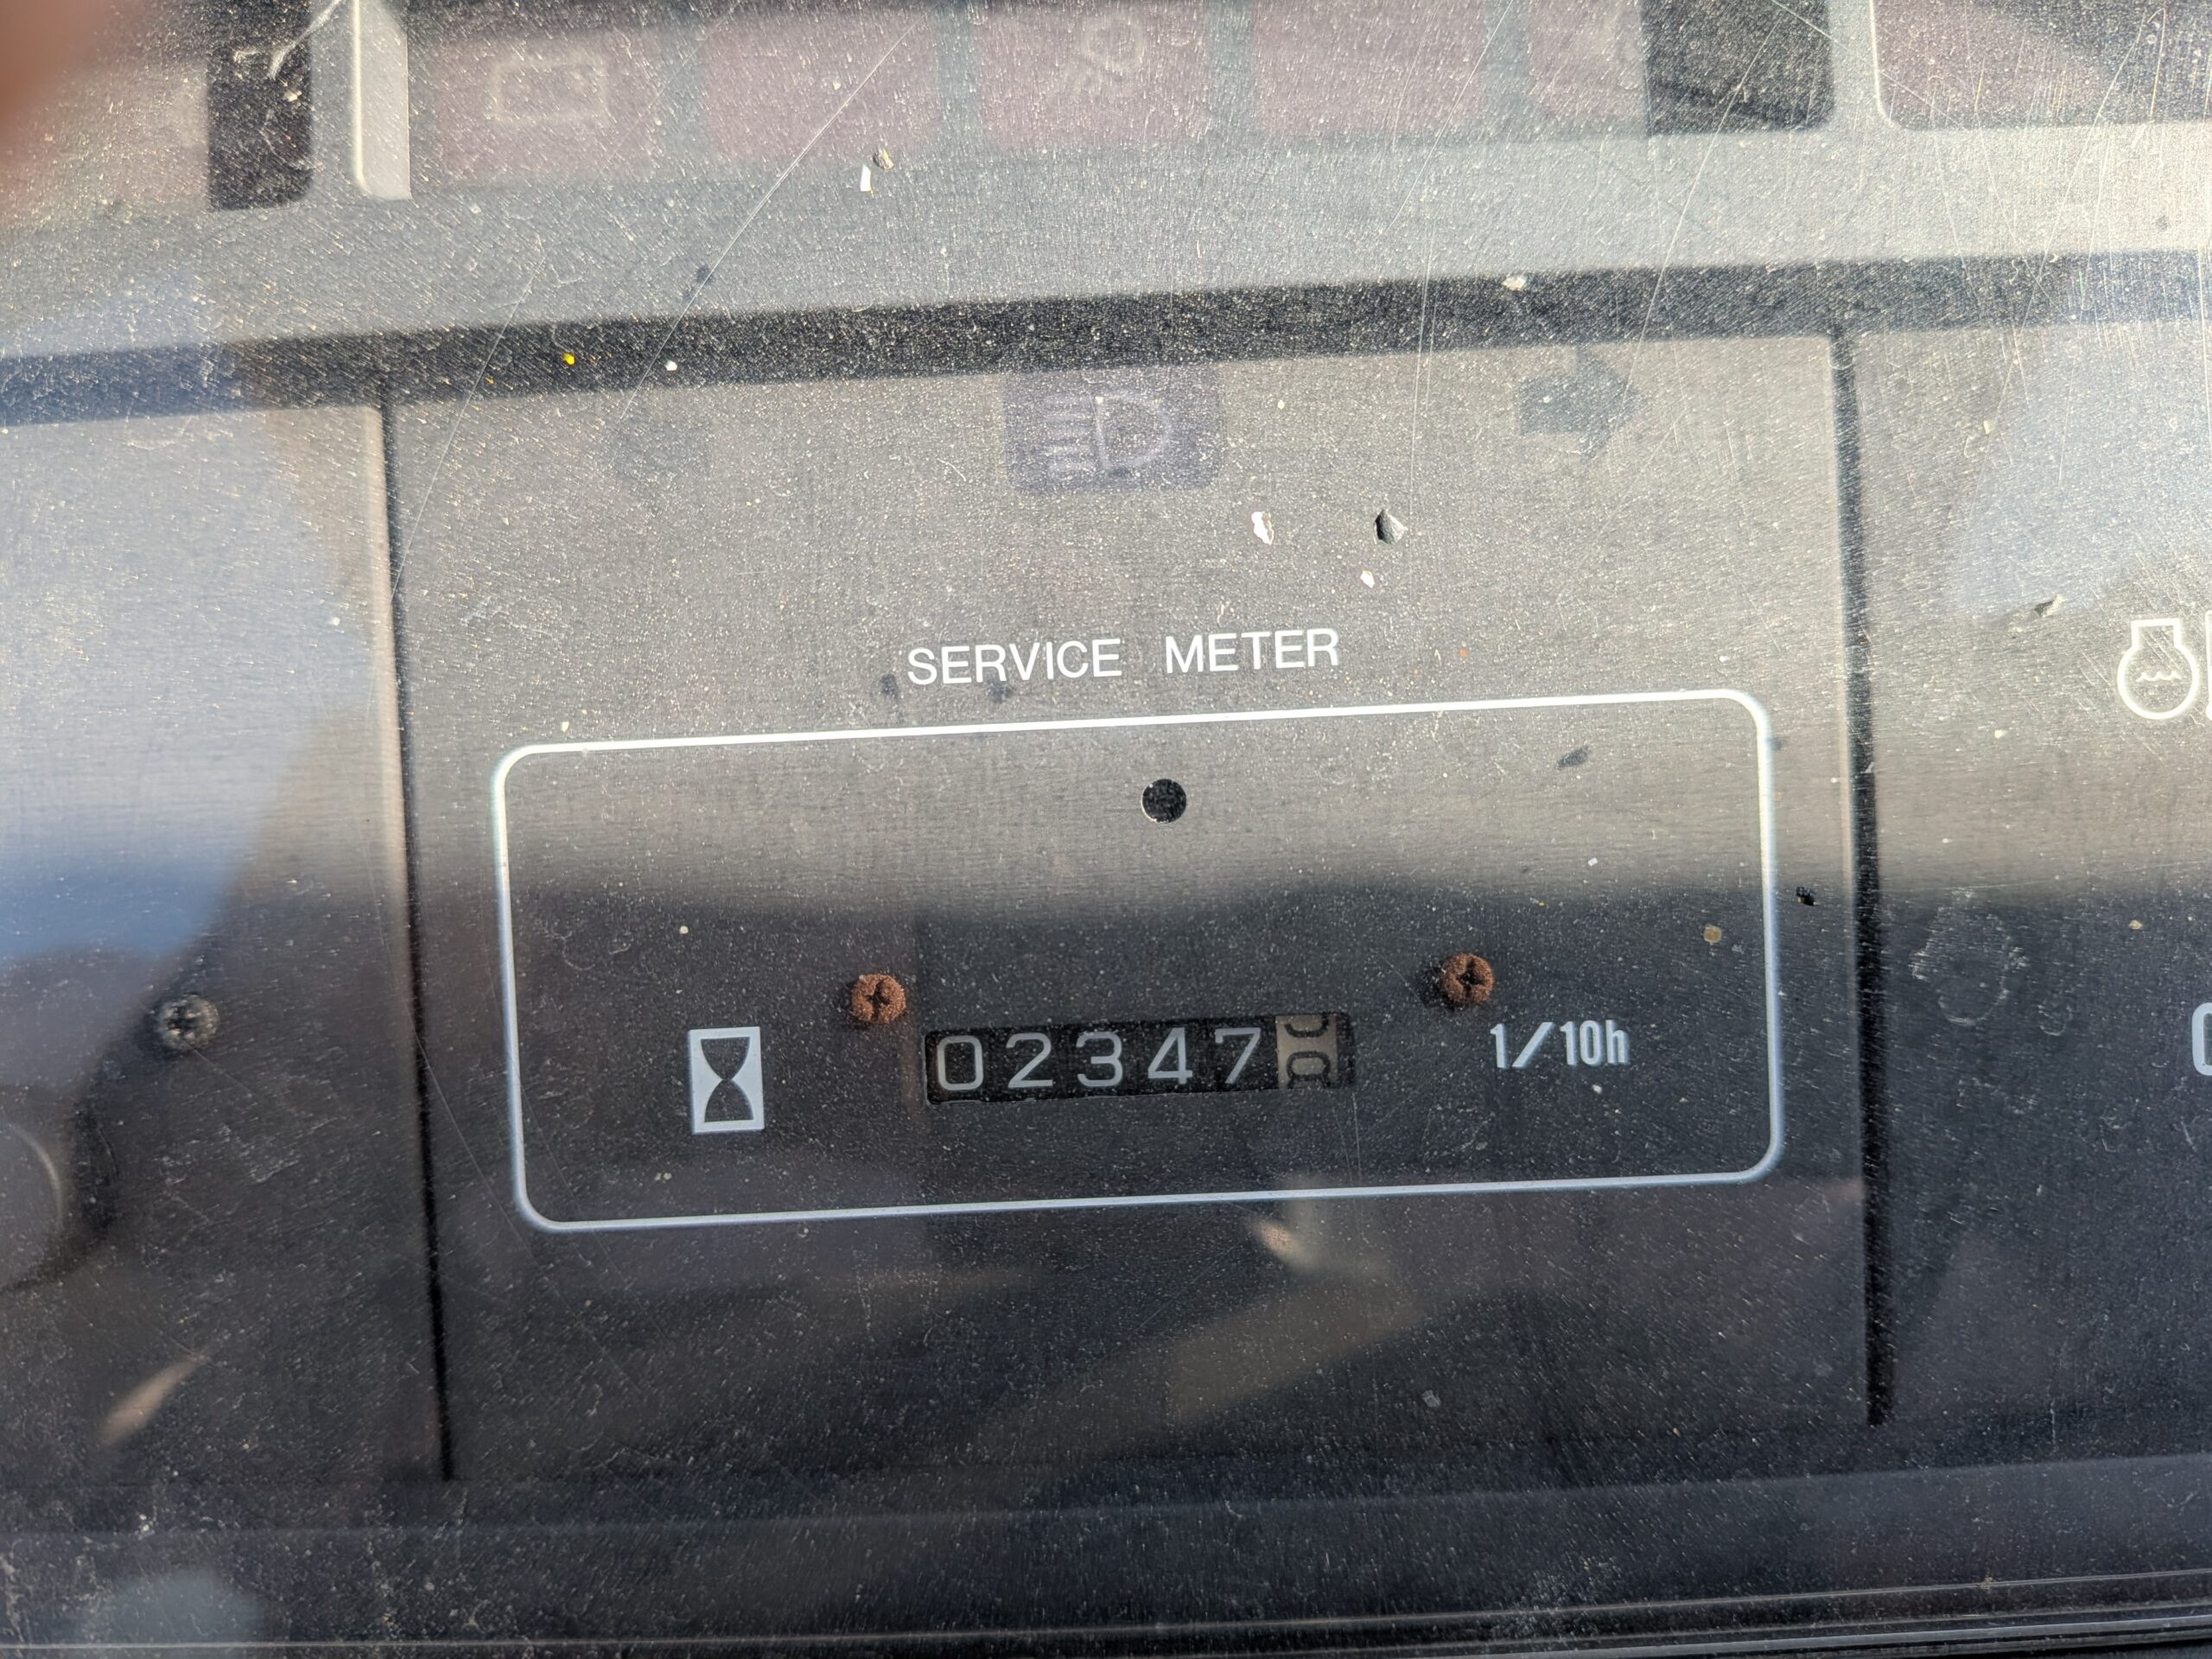 SERVICE METER
02347
1/10h